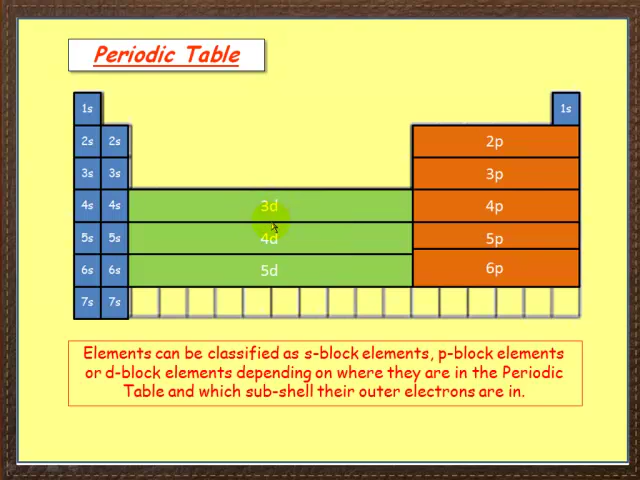 Periodic Table
1s 1s
2s 2s 2p
3s 3s 3p
4s 4s 3d 4p
5s 5s 4d 5p
6s 6s 5d 6p
7s 7s
Elements can be classified as s-block elements, p-block elements
or d-block elements depending on where they are in the Periodic
Table and which sub-shell their outer electrons are in.